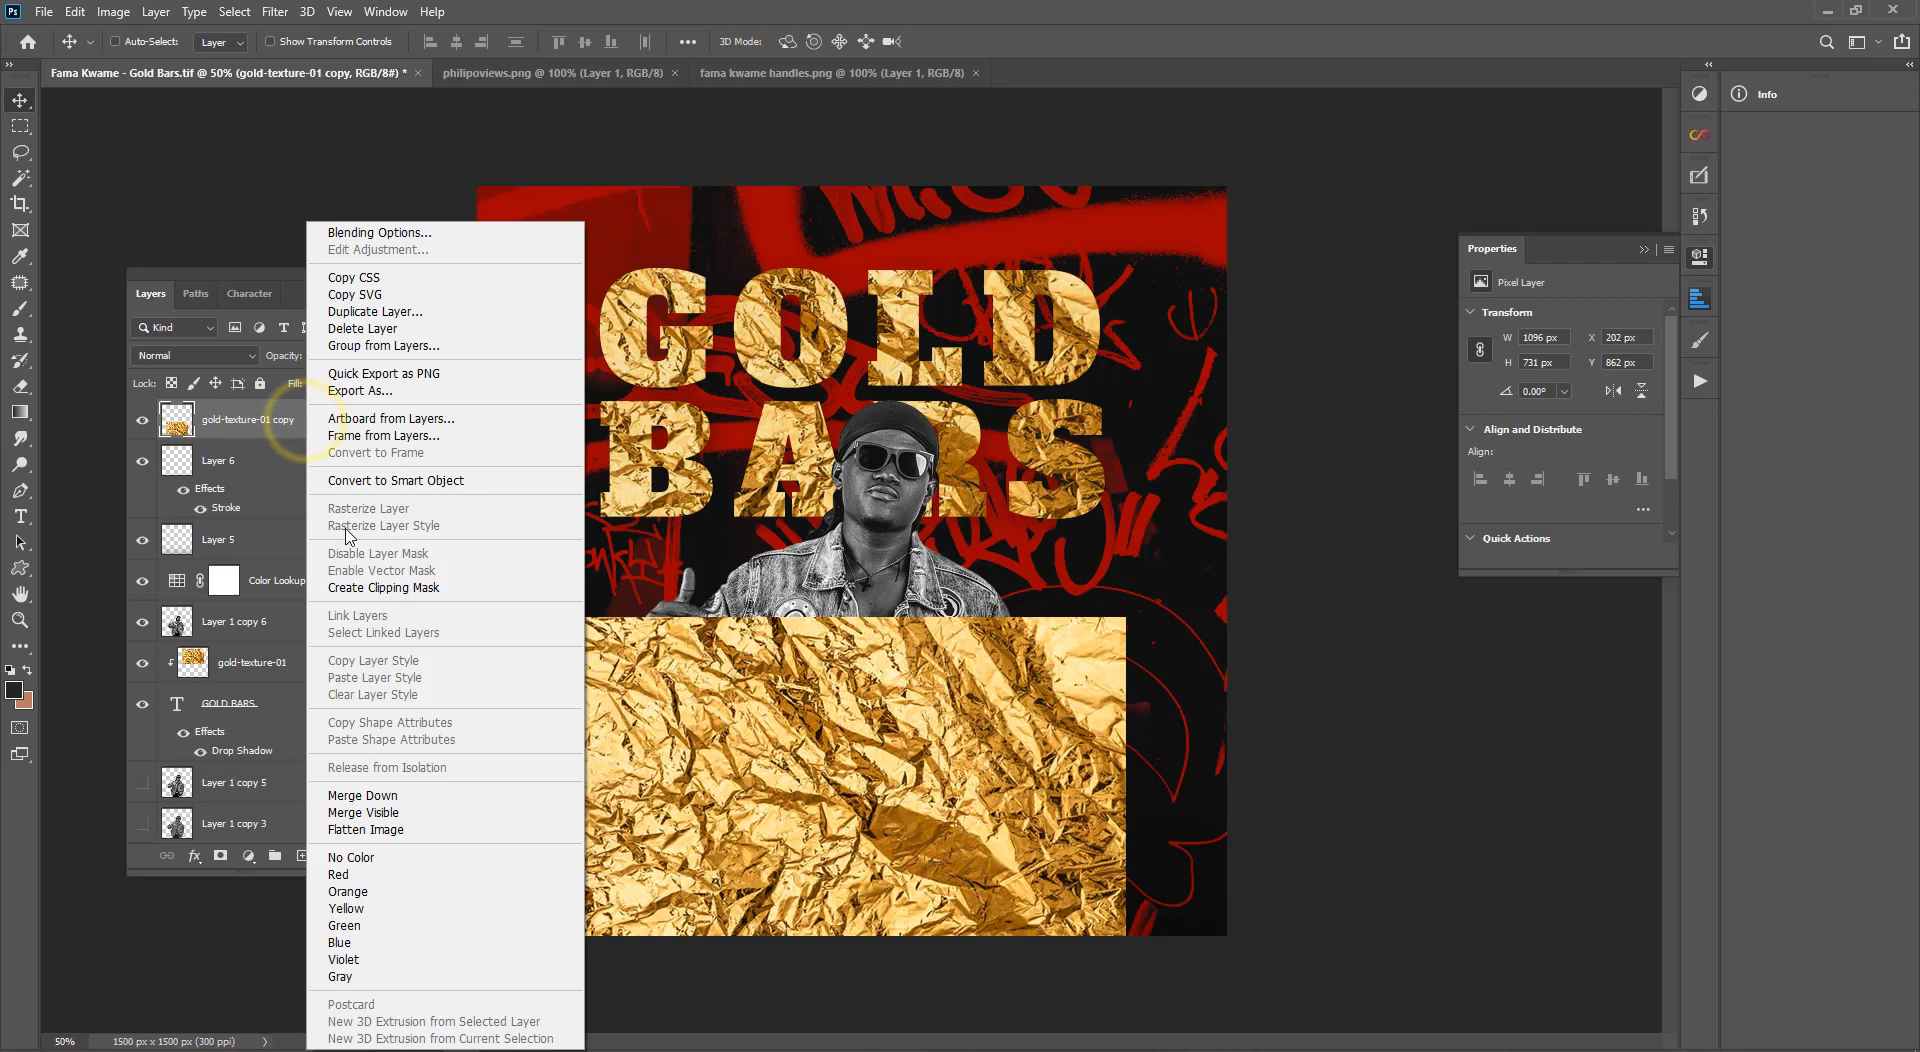 Ps File Edit Image Layer Type Select Filter 3D View Window Help
Auto-Select: Layer Show Transform Controls 3D Mode:
Fama Kwame - Gold Bars.tif @ 50% (gold-texture-01 copy, RGB/8#) *
philipoviews.png @ 100% (Layer 1, RGB/8)
fama kwame handles.png @ 100% (Layer 1, RGB/8)
Info
Layers Paths Character
Kind
Normal Opacity:
Lock: Fill:
gold-texture-01 copy
Layer 6
Effects
Stroke
Layer 5
Color Lookup
Layer 1 copy 6
gold-texture-01
GOLD BARS
Effects
Drop Shadow
Layer 1 copy 5
Layer 1 copy 3
fx
Blending Options...
Edit Adjustment...
Copy CSS
Copy SVG
Duplicate Layer...
Delete Layer
Group from Layers...
Quick Export as PNG
Export As...
Artboard from Layers...
Frame from Layers...
Convert to Frame
Convert to Smart Object
Rasterize Layer
Rasterize Layer Style
Disable Layer Mask
Enable Vector Mask
Create Clipping Mask
Link Layers
Select Linked Layers
Copy Layer Style
Paste Layer Style
Clear Layer Style
Copy Shape Attributes
Paste Shape Attributes
Release from Isolation
Merge Down
Merge Visible
Flatten Image
No Color
Red
Orange
Yellow
Green
Blue
Violet
Gray
Postcard
New 3D Extrusion from Selected Layer
New 3D Extrusion from Current Selection
GOLD
BARS
Properties
Pixel Layer
Transform
W 1096 px X 202 px
H 731 px Y 862 px
0.00°
Align and Distribute
Align:
Quick Actions
50% 1500 px x 1500 px (300 ppi)